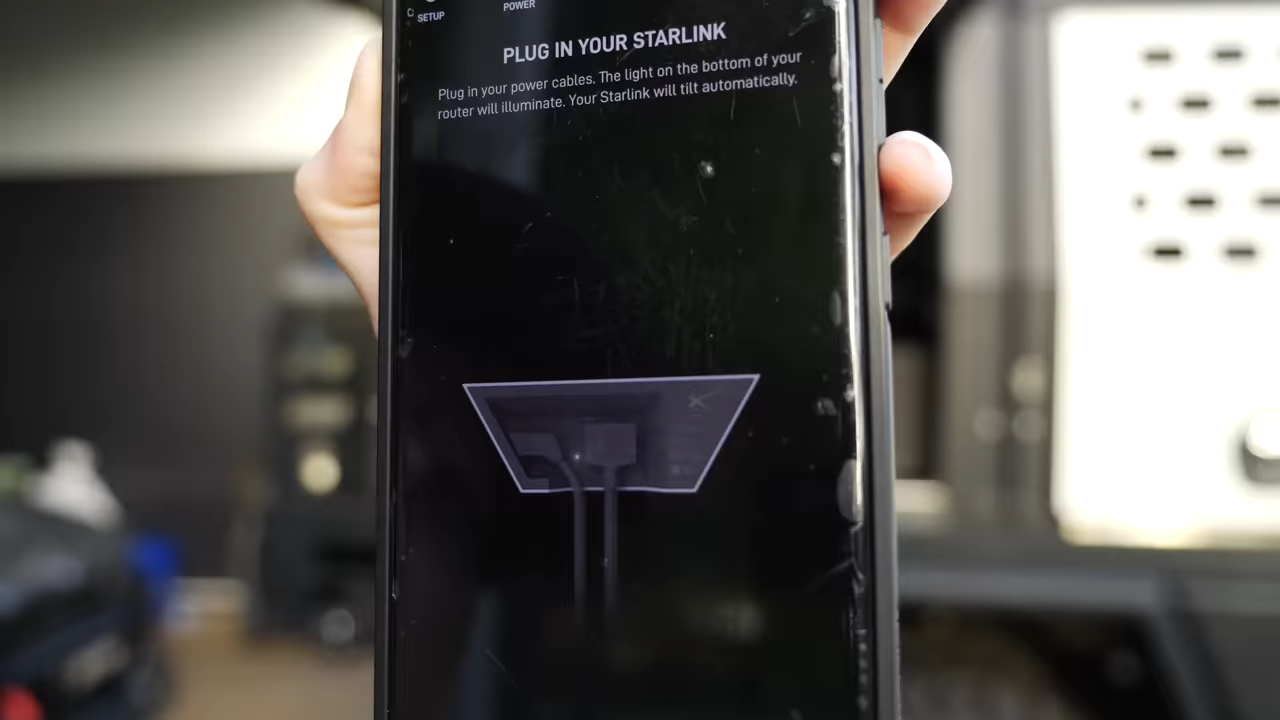 SETUP
POWER
PLUG IN YOUR STARLINK
Plug in your power cables. The light on the bottom of your
router will illuminate. Your Starlink will tilt automatically.